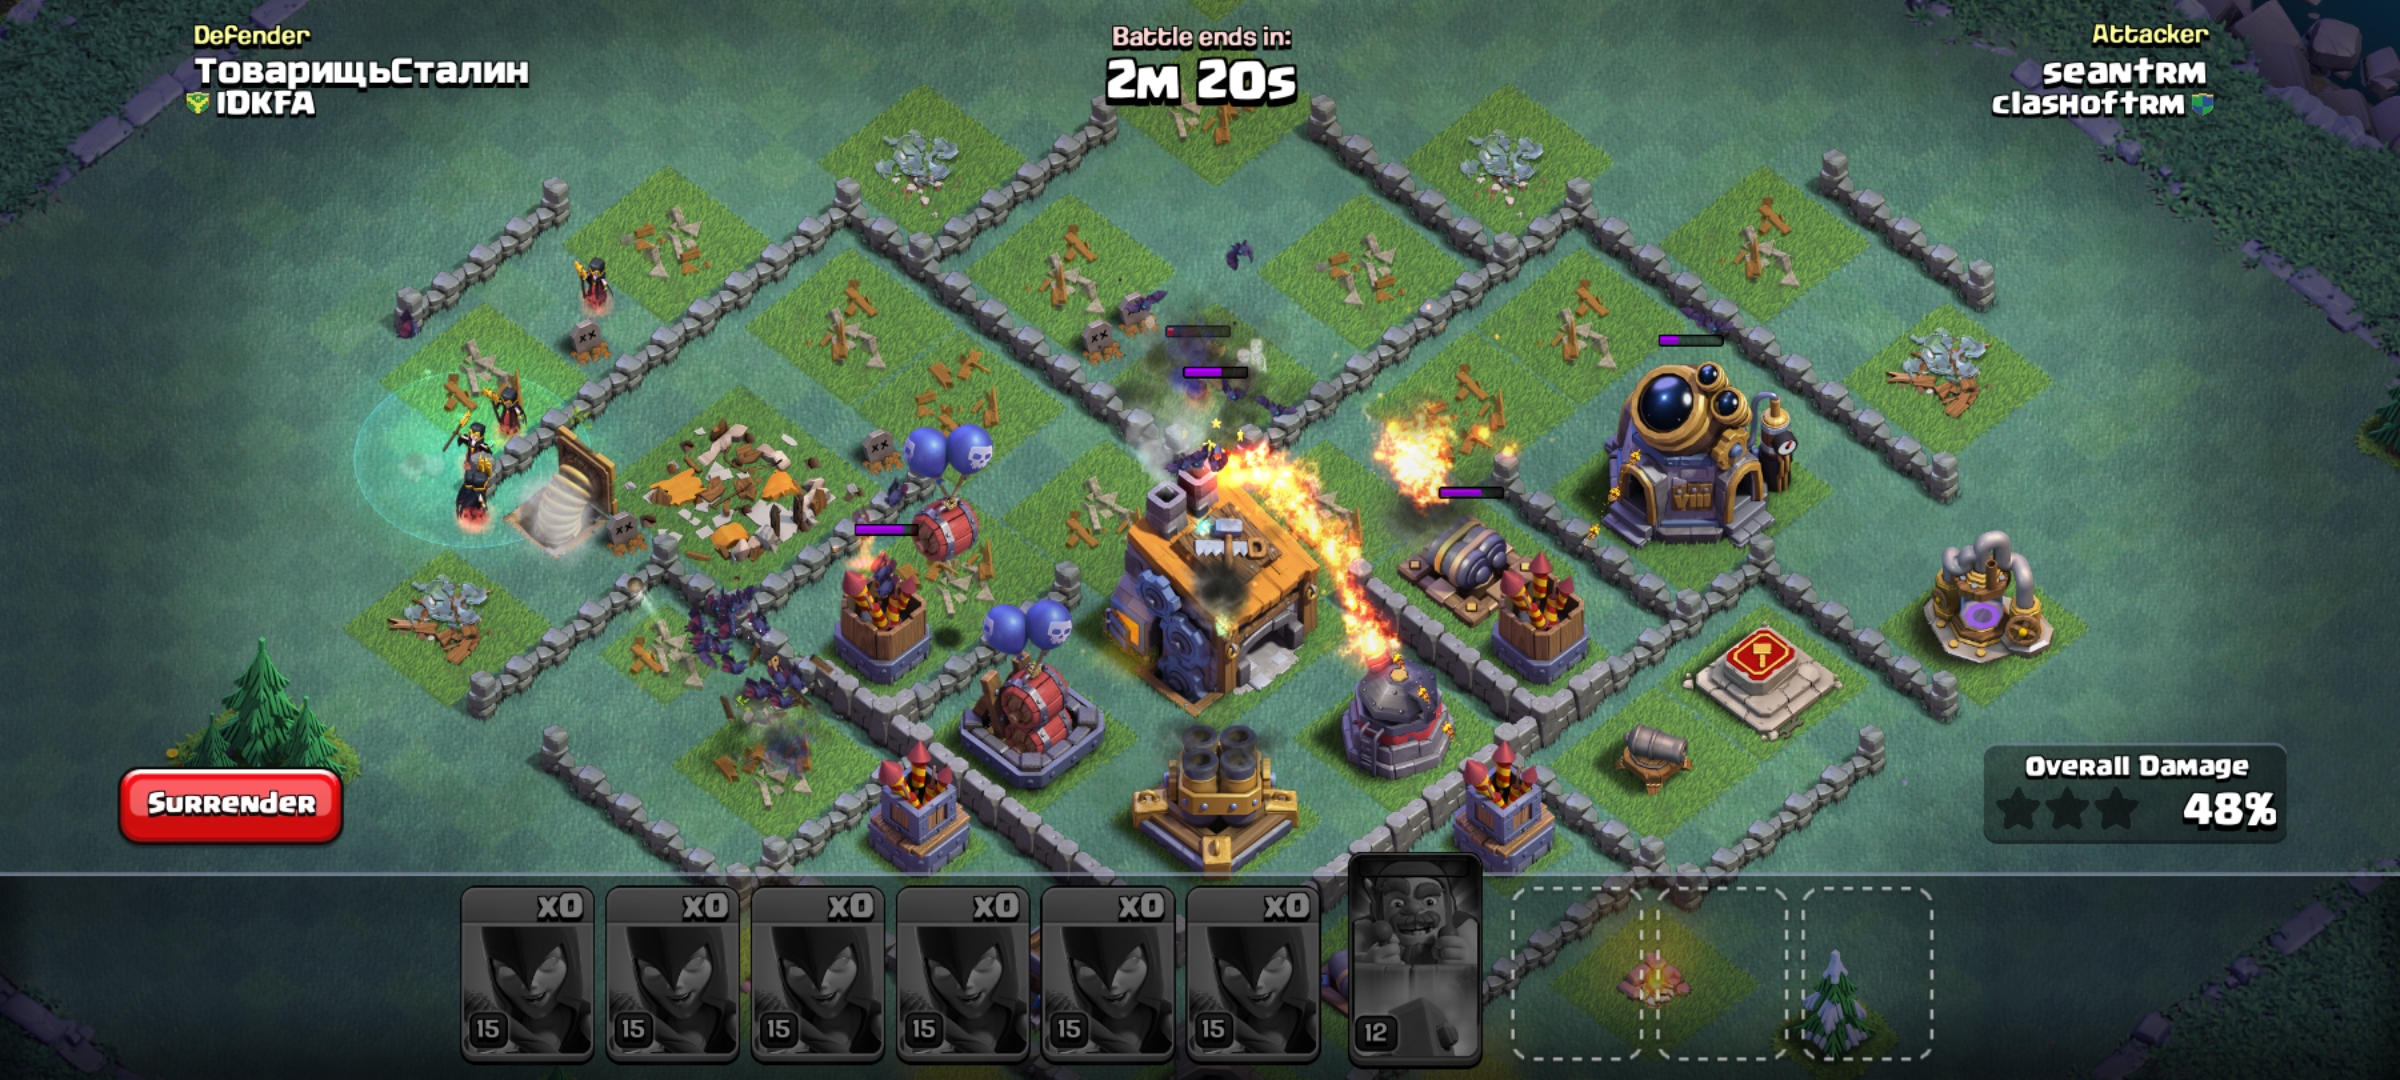 Defender
ТоварищьСталин
IDKFA
Battle ends in:
2M 20S
Attacker
seantRM
clashoftRM
VIII
Surrender
Overall Damage
48%
x0
x0
x0
x0
x0
x0
15
15
15
15
15
15
12